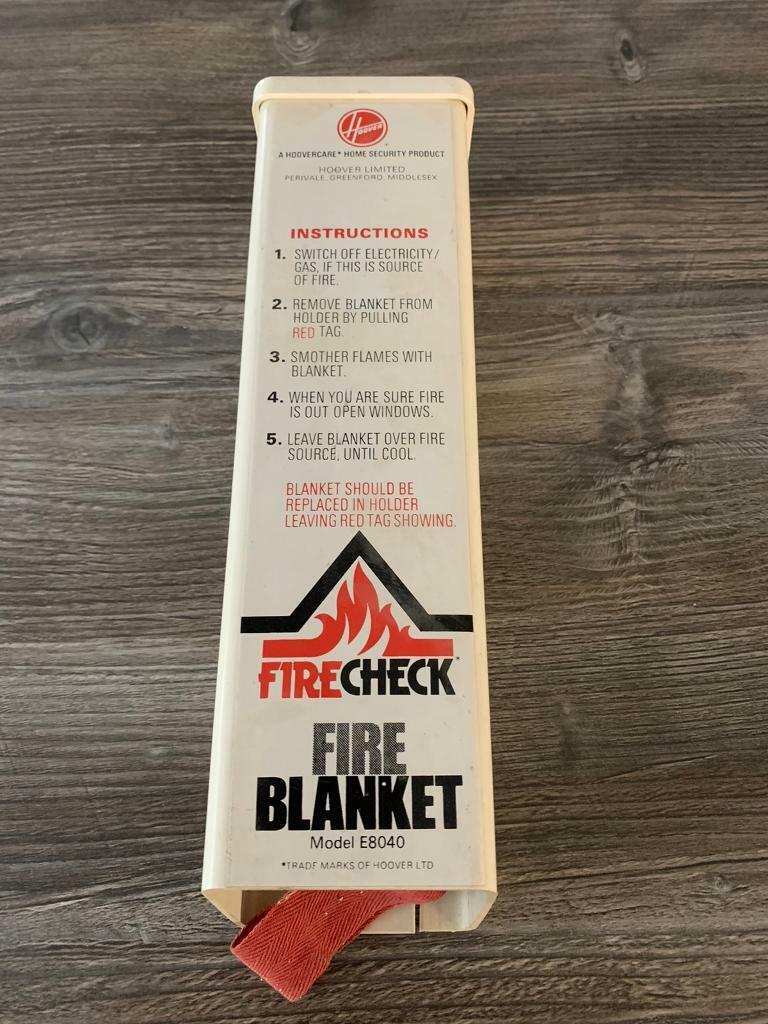 Hoover
A HOOVERCARE* HOME SECURITY PRODUCT
HOOVER LIMITED
PERIVALE, GREENFORD, MIDDLESEX
INSTRUCTIONS
1. SWITCH OFF ELECTRICITY/
GAS, IF THIS IS SOURCE
OF FIRE.
2. REMOVE BLANKET FROM
HOLDER BY PULLING
RED TAG.
3. SMOTHER FLAMES WITH
BLANKET.
4. WHEN YOU ARE SURE FIRE
IS OUT OPEN WINDOWS.
5. LEAVE BLANKET OVER FIRE
SOURCE, UNTIL COOL.
BLANKET SHOULD BE
REPLACED IN HOLDER
LEAVING RED TAG SHOWING.
FIRECHECK*
FIRE
BLANKET
Model E8040
*TRADE MARKS OF HOOVER LTD